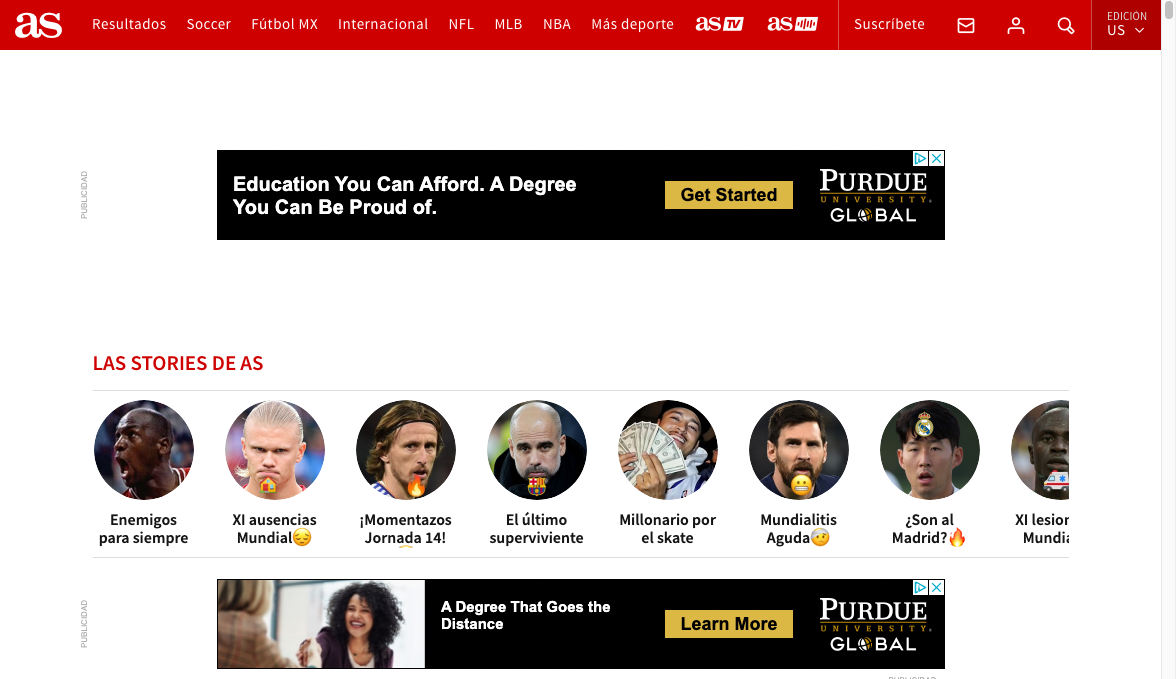 as
Resultados
Soccer
Fútbol MX
Internacional
NFL
MLB
NBA
Más deporte
as TV
as
Suscríbete
EDICIÓN
US
PUBLICIDAD
Education You Can Afford. A Degree
You Can Be Proud of.
Get Started
PURDUE
UNIVERSITY®
GLOBAL
LAS STORIES DE AS
Enemigos
para siempre
XI ausencias
Mundial😔
¡Momentazos
Jornada 14!
El último
superviviente
Millonario por
el skate
Mundialitis
Aguda🤕
¿Son al
Madrid?🔥
XI lesion
Mundia
PUBLICIDAD
A Degree That Goes the
Distance
Learn More
PURDUE
UNIVERSITY®
GLOBAL
PUBLICIDAD